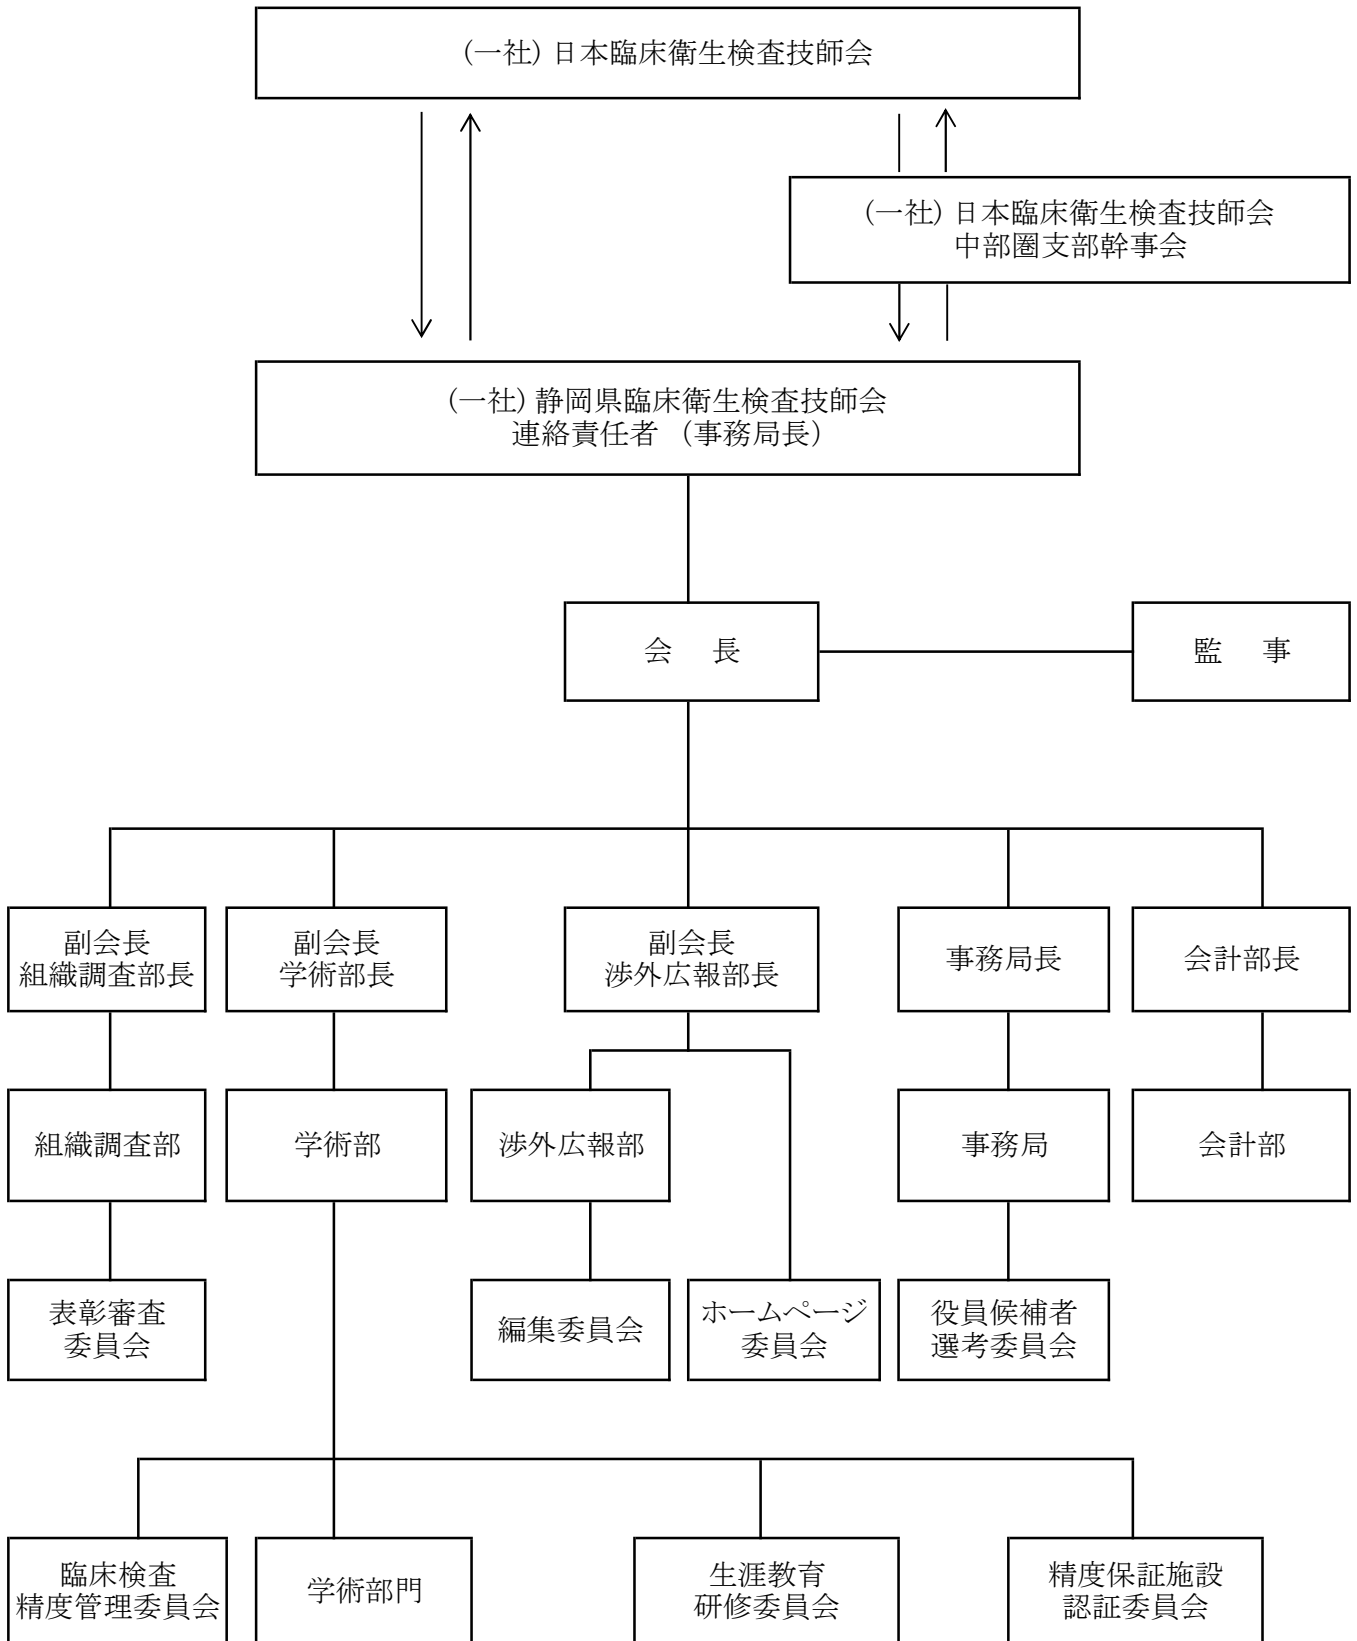 (一社)日本臨床衛生検査技師会
(一社)日本臨床衛生検査技師会
中部圏支部幹事会
(一社)静岡県臨床衛生検査技師会
連絡責任者 (事務局長)
会 長
監 事
副会長
組織調査部長
副会長
学術部長
副会長
渉外広報部長
事務局長
会計部長
組織調査部
学術部
渉外広報部
事務局
会計部
表彰審査
委員会
編集委員会
ホームページ
委員会
役員候補者
選考委員会
臨床検査
精度管理委員会
学術部門
生涯教育
研修委員会
精度保証施設
認証委員会